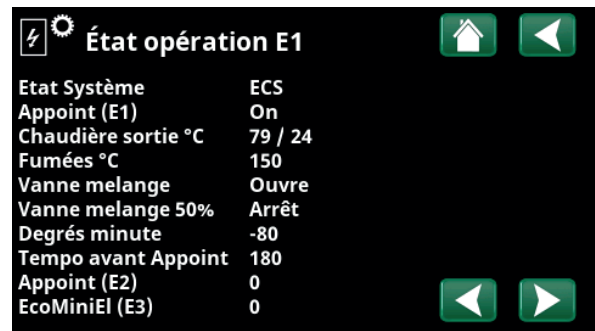 État opération E1
Etat Système ECS
Appoint (E1) On
Chaudière sortie °C 79 / 24
Fumées °C 150
Vanne melange Ouvre
Vanne melange 50% Arrêt
Degrés minute -80
Tempo avant Appoint 180
Appoint (E2) 0
EcoMiniEl (E3) 0